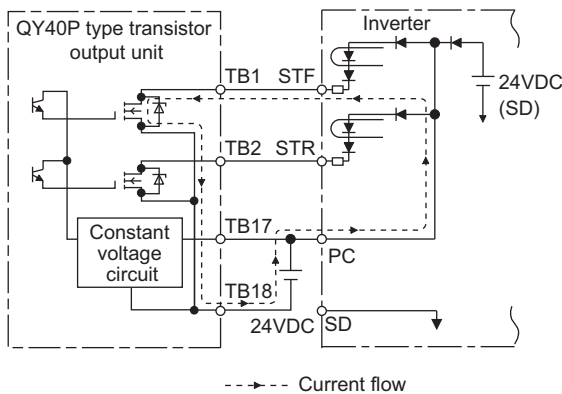 QY40P type transistor
output unit
Inverter
TB1 STF
24VDC
(SD)
TB2 STR
TB17
Constant
voltage
circuit
PC
TB18
24VDC SD
Current flow